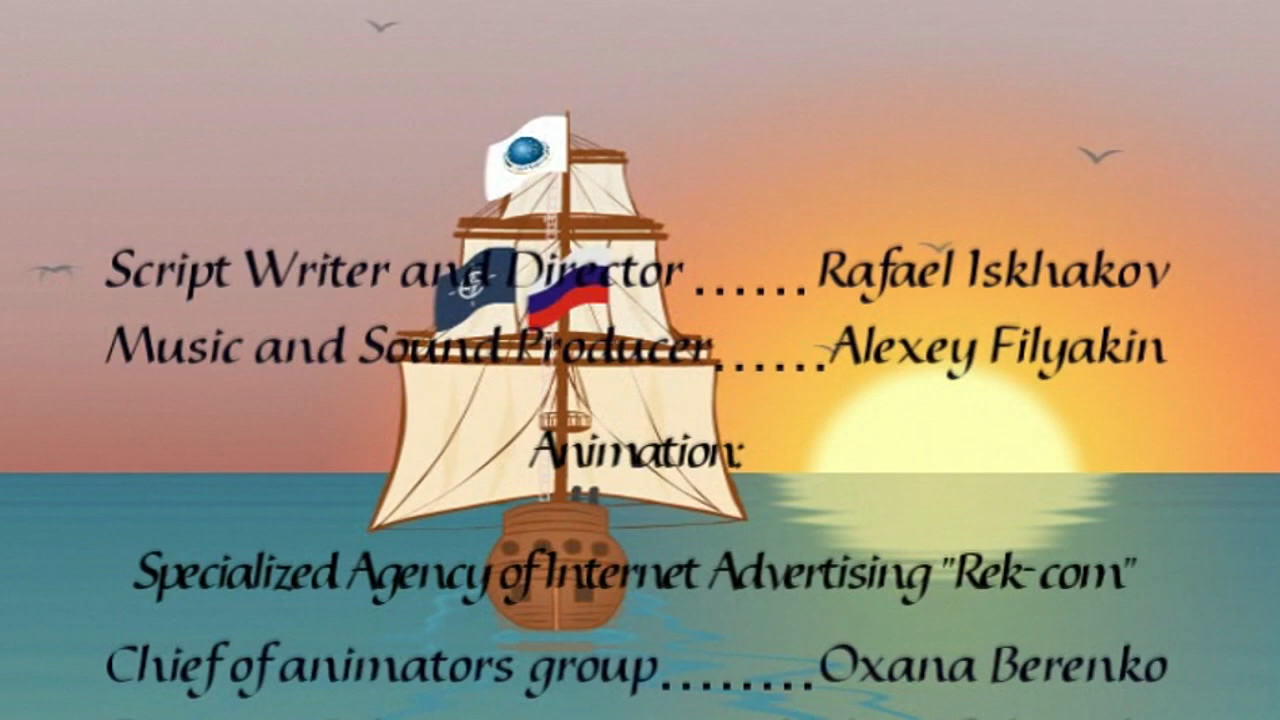 Script Writer and Director ......Rafael Iskhakov
Music and Sound Producer......Alexey Filyakin
Animation:
Specialized Agency of Internet Advertising "Rek-com"
Chief of animators group........Oxana Berenko